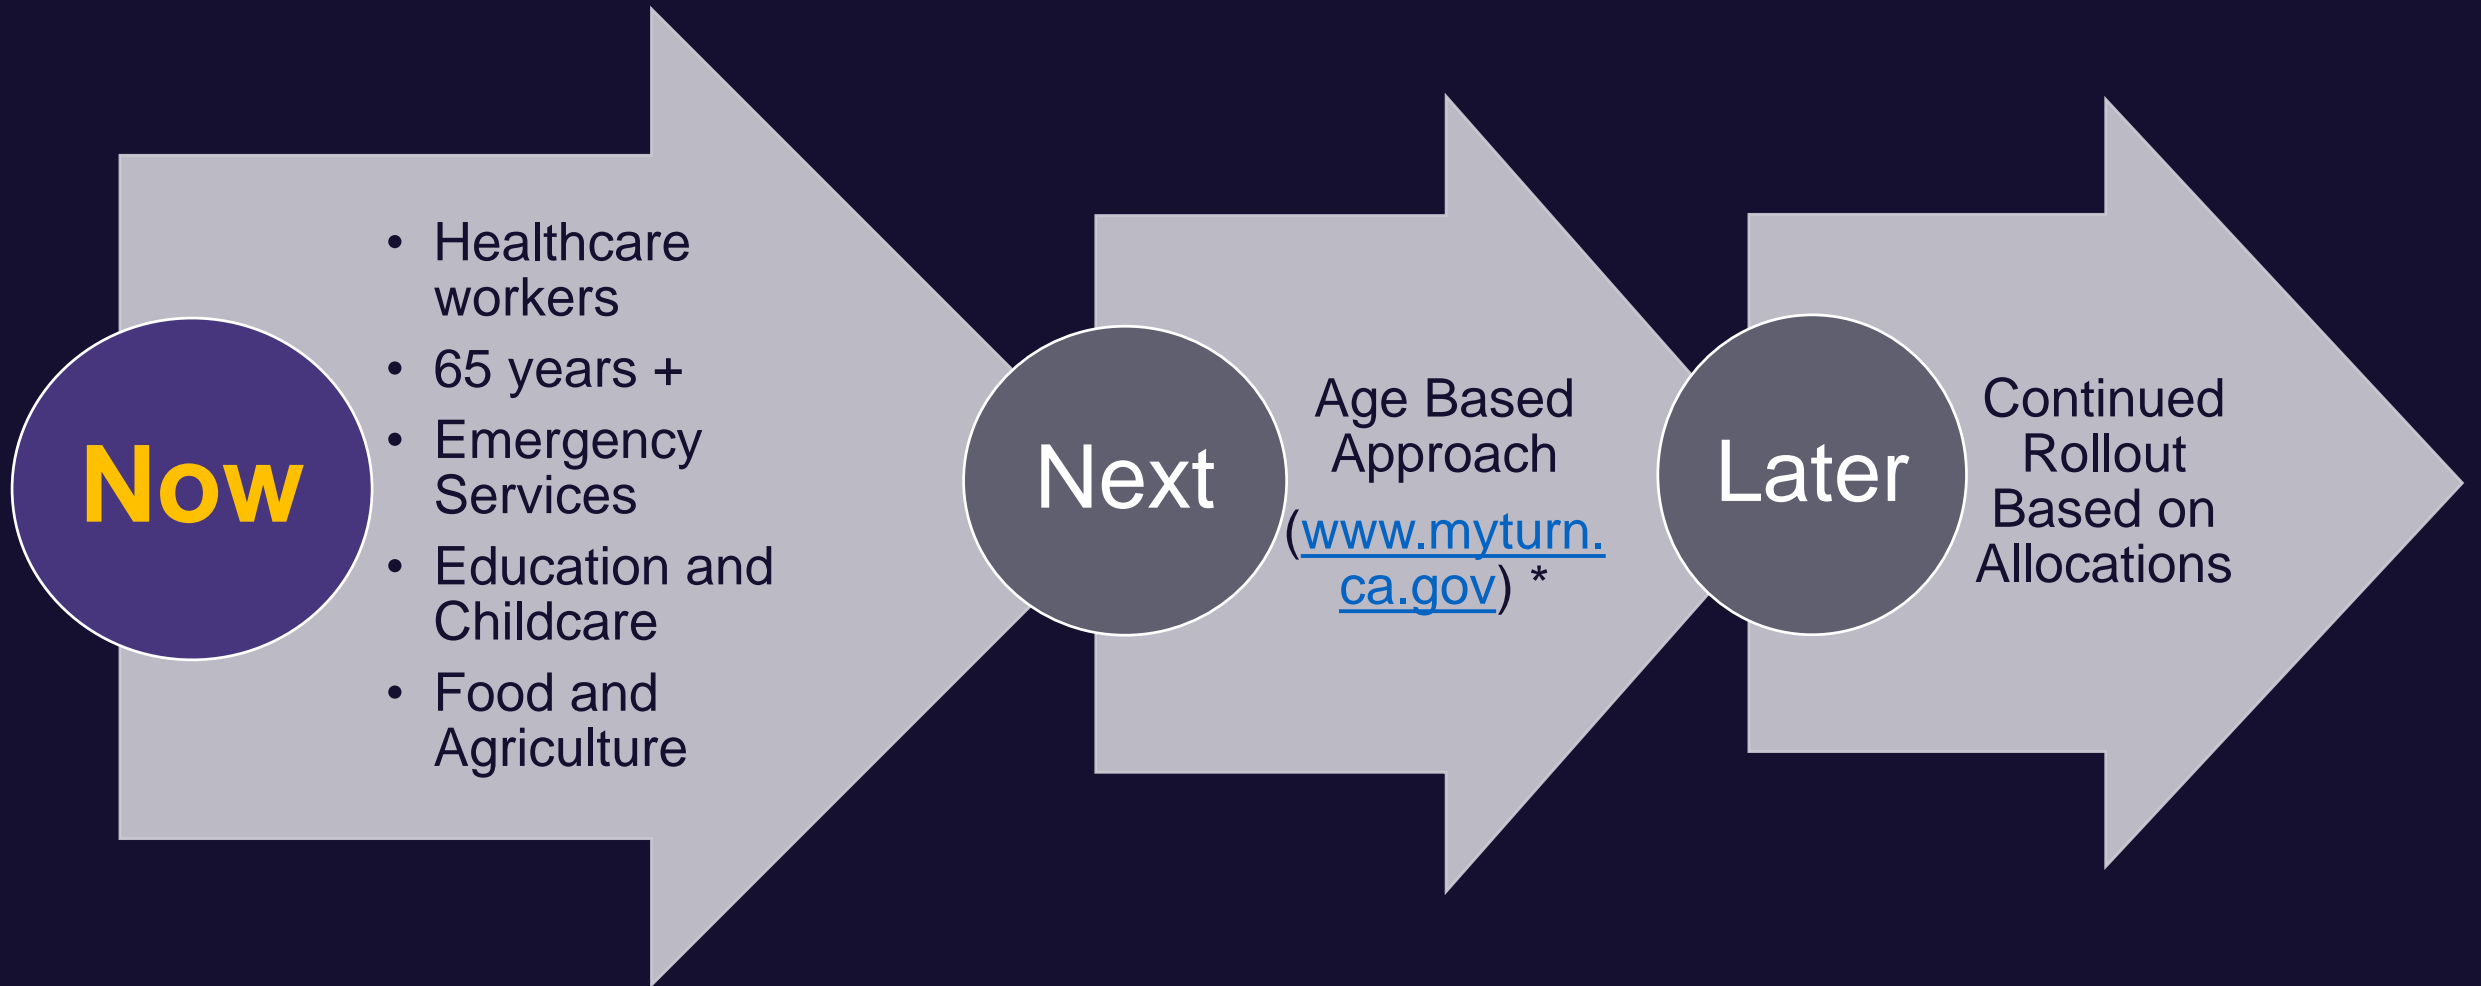 Now
• Healthcare
workers
• 65 years +
• Emergency
Services
• Education and
Childcare
• Food and
Agriculture
Next
Age Based
Approach
(www.myturn.
ca.gov) *
Later
Continued
Rollout
Based on
Allocations